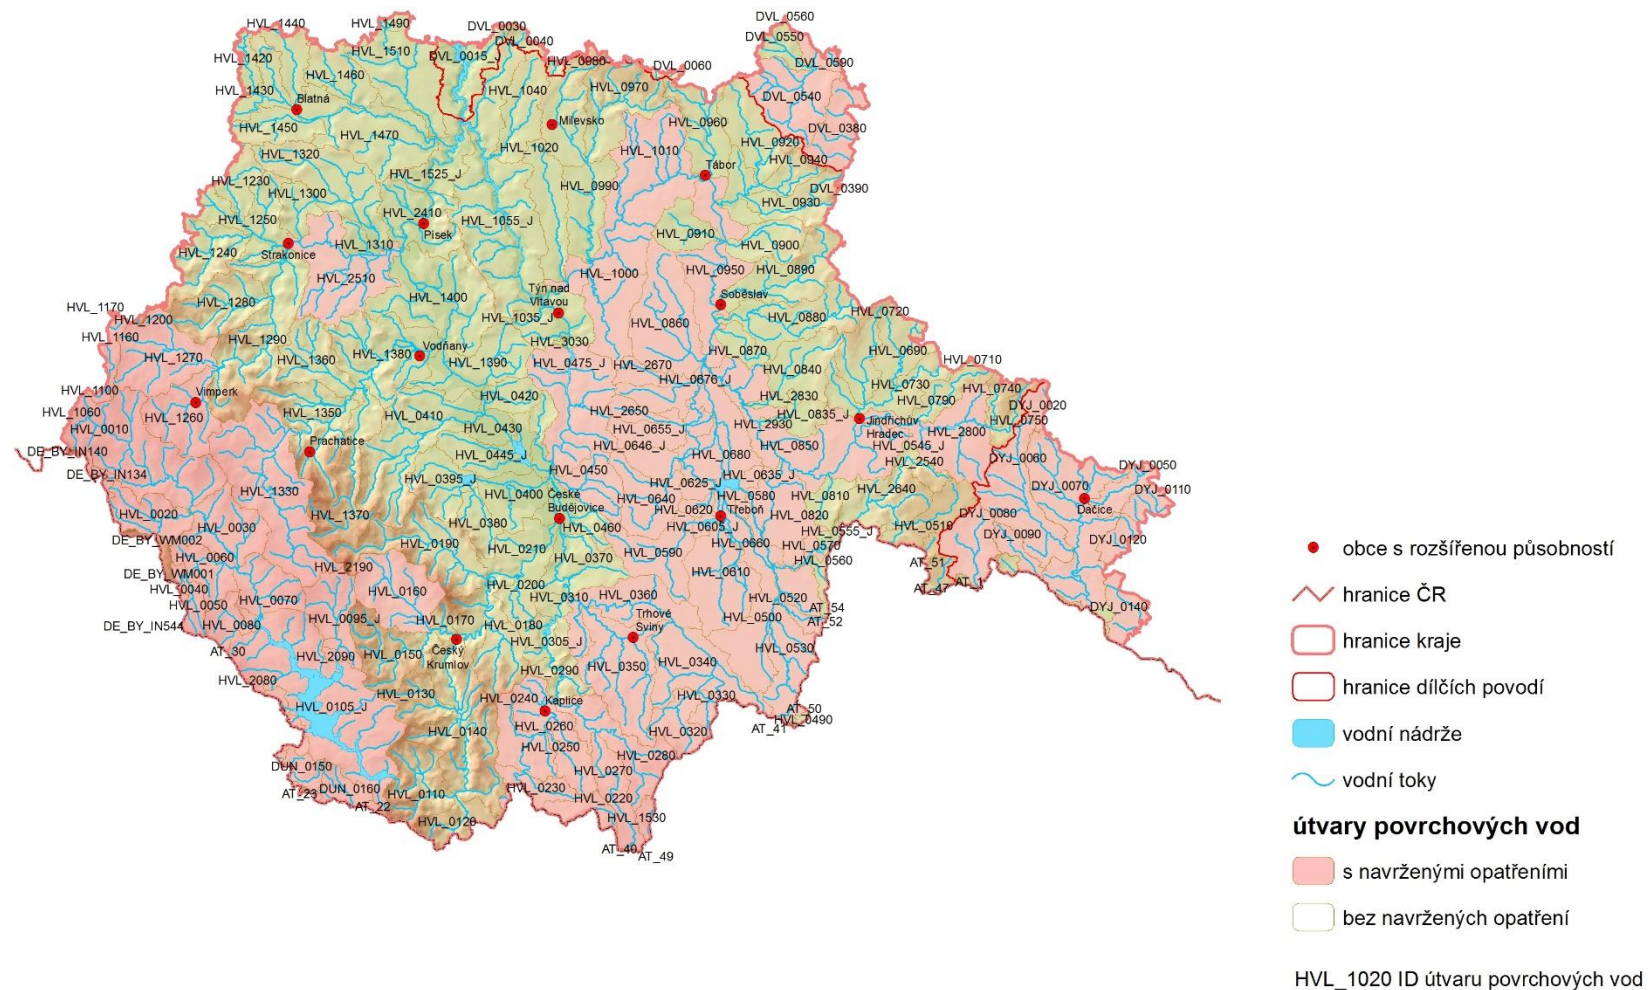 HVL_1440
HVL_1490
DVL_0030
DVL_0560
HVL_1420
HVL_1510
DVL_0015_J
DVL_0040
HVL_0980
DVL_0060
DVL_0550
DVL_0590
HVL_1430
HVL_1460
HVL_1040
HVL_0970
DVL_0540
Blatná
Milevsko
HVL_1450
HVL_1470
HVL_1020
HVL_0960
HVL_0920
DVL_0380
HVL_1320
HVL_1010
Tábor
HVL_0940
HVL_1230
HVL_1300
HVL_1525_J
HVL_0990
DVL_0390
HVL_1250
HVL_2410
HVL_1055_J
HVL_0930
Písek
HVL_0910
HVL_1240
Strakonice
HVL_1310
HVL_0900
HVL_2510
HVL_1000
HVL_0950
HVL_0890
HVL_1170
HVL_1280
HVL_1400
Týn nad
Vltavou
Soběslav
HVL_1200
HVL_1035_J
HVL_0860
HVL_0880
HVL_0720
HVL_1160
HVL_1290
HVL_3030
HVL_1270
HVL_1360
HVL_1380
Vodňany
HVL_1390
HVL_0475_J
HVL_2670
HVL_0870
HVL_0690
HVL_0710
HVL_0676_J
HVL_0840
HVL_1100
Vimperk
HVL_0420
HVL_2830
HVL_0730
HVL_0740
HVL_1060
HVL_1260
HVL_1350
HVL_0410
HVL_2650
HVL_0835_J
HVL_0790
DYJ_0020
HVL_0010
HVL_0430
HVL_0655_J
HVL_2930
Jindřichův
Hradec
HVL_0750
DE_BY_IN140
Prachatice
HVL_0445_J
HVL_0646_J
HVL_0850
HVL_2800
HVL_0545_J
DE_BY_IN134
HVL_0395_J
HVL_0450
HVL_0680
HVL_2540
DYJ_0060
DYJ_0050
HVL_1330
HVL_0400
České
Budějovice
HVL_0625_J
HVL_0635_J
HVL_2640
DYJ_0070
DYJ_0110
HVL_0020
HVL_1370
HVL_0640
HVL_0580
HVL_0810
Dačice
HVL_0030
HVL_0380
HVL_0460
HVL_0620
Třeboň
HVL_0820
HVL_0510
DYJ_0080
DE_BY_WM002
HVL_0605_J
HVL_0555_J
DYJ_0090
DYJ_0120
HVL_0060
HVL_0190
HVL_0210
HVL_0370
HVL_0590
HVL_0660
HVL_0570
HVL_0560
AT_51
DE_BY_WM001
HVL_2190
HVL_0610
AT_47
AT_1
HVL_0040
HVL_0160
HVL_0200
HVL_0310
HVL_0360
HVL_0520
HVL_0050
HVL_0070
HVL_0500
AT_54
DYJ_0140
DE_BY_IN544
HVL_0080
HVL_0095_J
HVL_0170
HVL_0180
Trhové
Sviny
AT_52
AT_30
HVL_2090
HVL_0150
Český
Krumlov
HVL_0305_J
HVL_0530
HVL_2080
HVL_0290
HVL_0350
HVL_0340
HVL_0130
HVL_0240
Kaplice
HVL_0330
HVL_0105_J
AT_50
HVL_0490
HVL_0140
HVL_0260
HVL_0320
AT_41
HVL_0250
HVL_0280
DUN_0150
HVL_0270
DUN_0160
AT_23
HVL_0110
HVL_0230
AT_22
HVL_0220
HVL_0120
HVL_1530
AT_40
AT_49
obce s rozšířenou působností
hranice ČR
hranice kraje
hranice dílčích povodí
vodní nádrže
vodní toky
útvary povrchových vod
s navrženými opatřeními
bez navržených opatření
HVL_1020 ID útvaru povrchových vod